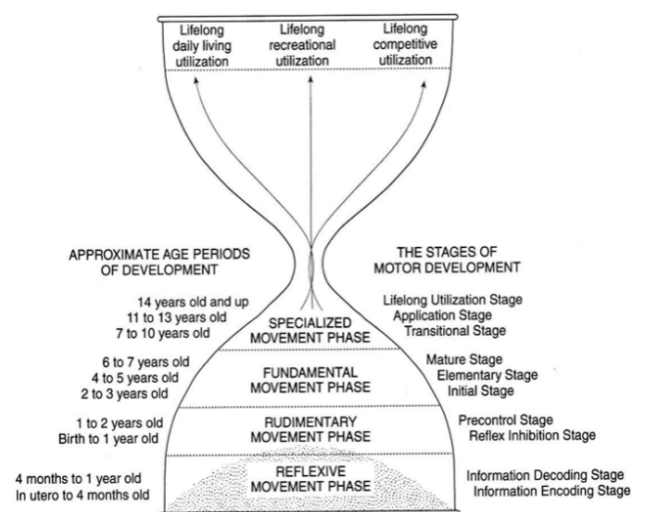 Lifelong
daily living
utilization
Lifelong
recreational
utilization
Lifelong
competitive
utilization
APPROXIMATE AGE PERIODS
OF DEVELOPMENT
THE STAGES OF
MOTOR DEVELOPMENT
14 years old and up
11 to 13 years old
7 to 10 years old
SPECIALIZED
MOVEMENT PHASE
Lifelong Utilization Stage
Application Stage
Transitional Stage
6 to 7 years old
4 to 5 years old
2 to 3 years old
FUNDAMENTAL
MOVEMENT PHASE
Mature Stage
Elementary Stage
Initial Stage
1 to 2 years old
Birth to 1 year old
RUDIMENTARY
MOVEMENT PHASE
Precontrol Stage
Reflex Inhibition Stage
4 months to 1 year old
In utero to 4 months old
REFLEXIVE
MOVEMENT PHASE
Information Decoding Stage
Information Encoding Stage